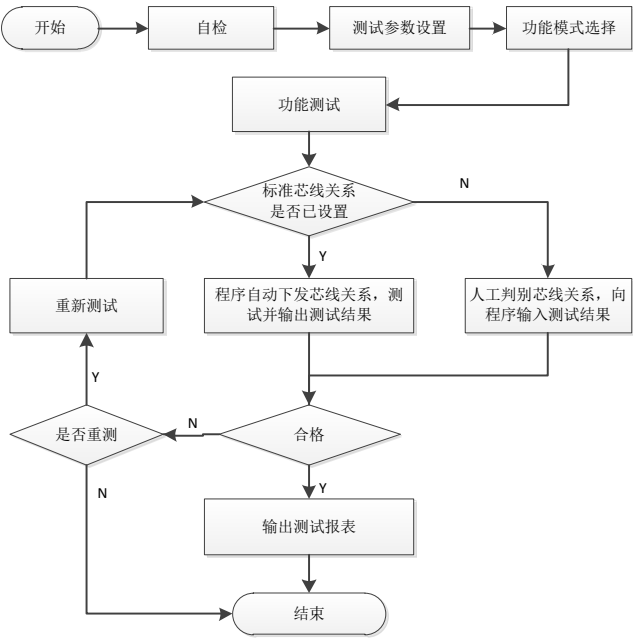 开始
自检
测试参数设置
功能模式选择
功能测试
标准芯线关系
是否已设置
N
Y
重新测试
程序自动下发芯线关系，测
试并输出测试结果
人工判别芯线关系，向
程序输入测试结果
Y
是否重测
N
合格
N
Y
输出测试报表
结束